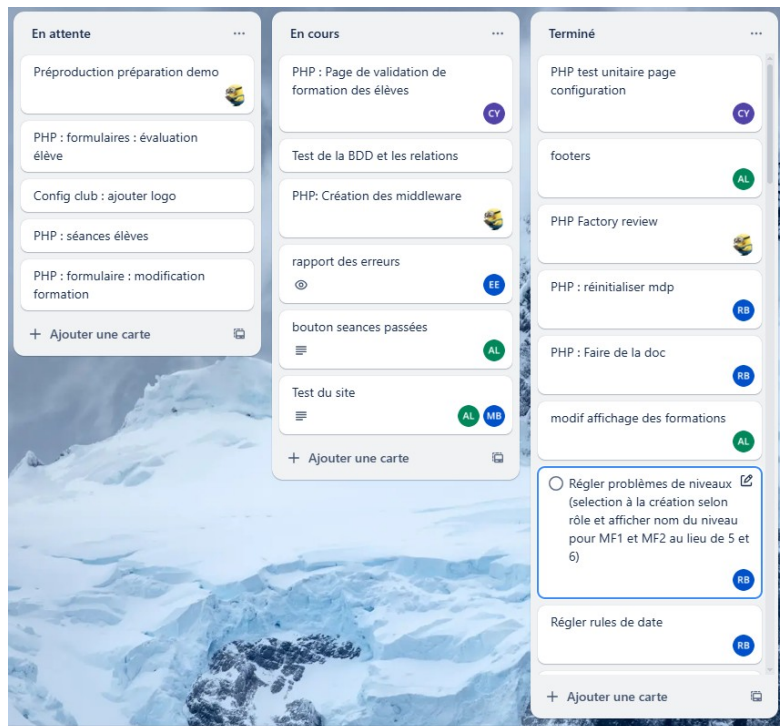 En attente
Préproduction préparation demo
PHP : formulaires : évaluation
élève
Config club : ajouter logo
PHP : séances élèves
PHP : formulaire : modification
formation
+ Ajouter une carte
En cours
PHP : Page de validation de
formation des élèves
CY
Test de la BDD et les relations
PHP: Création des middleware
rapport des erreurs
EE
bouton seances passées
AL
Test du site
AL MB
+ Ajouter une carte
Terminé
PHP test unitaire page
configuration
CY
footers
AL
PHP Factory review
PHP : réinitialiser mdp
RB
PHP : Faire de la doc
RB
modif affichage des formations
AL
Régler problèmes de niveaux
(selection à la création selon
rôle et afficher nom du niveau
pour MF1 et MF2 au lieu de 5 et
6)
RB
Régler rules de date
RB
+ Ajouter une carte